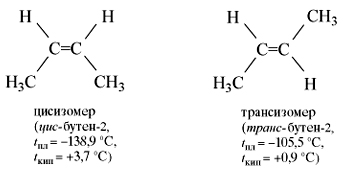 H H H CH₃
C=C C=C
H₃C CH₃ H₃C H
цисизомер
(цис-бутен-2,
tпл = –138,9 °C,
tкип = +3,7 °C)
трансизомер
(транс-бутен-2,
tпл = –105,5 °C
tкип = +0,9 °C)